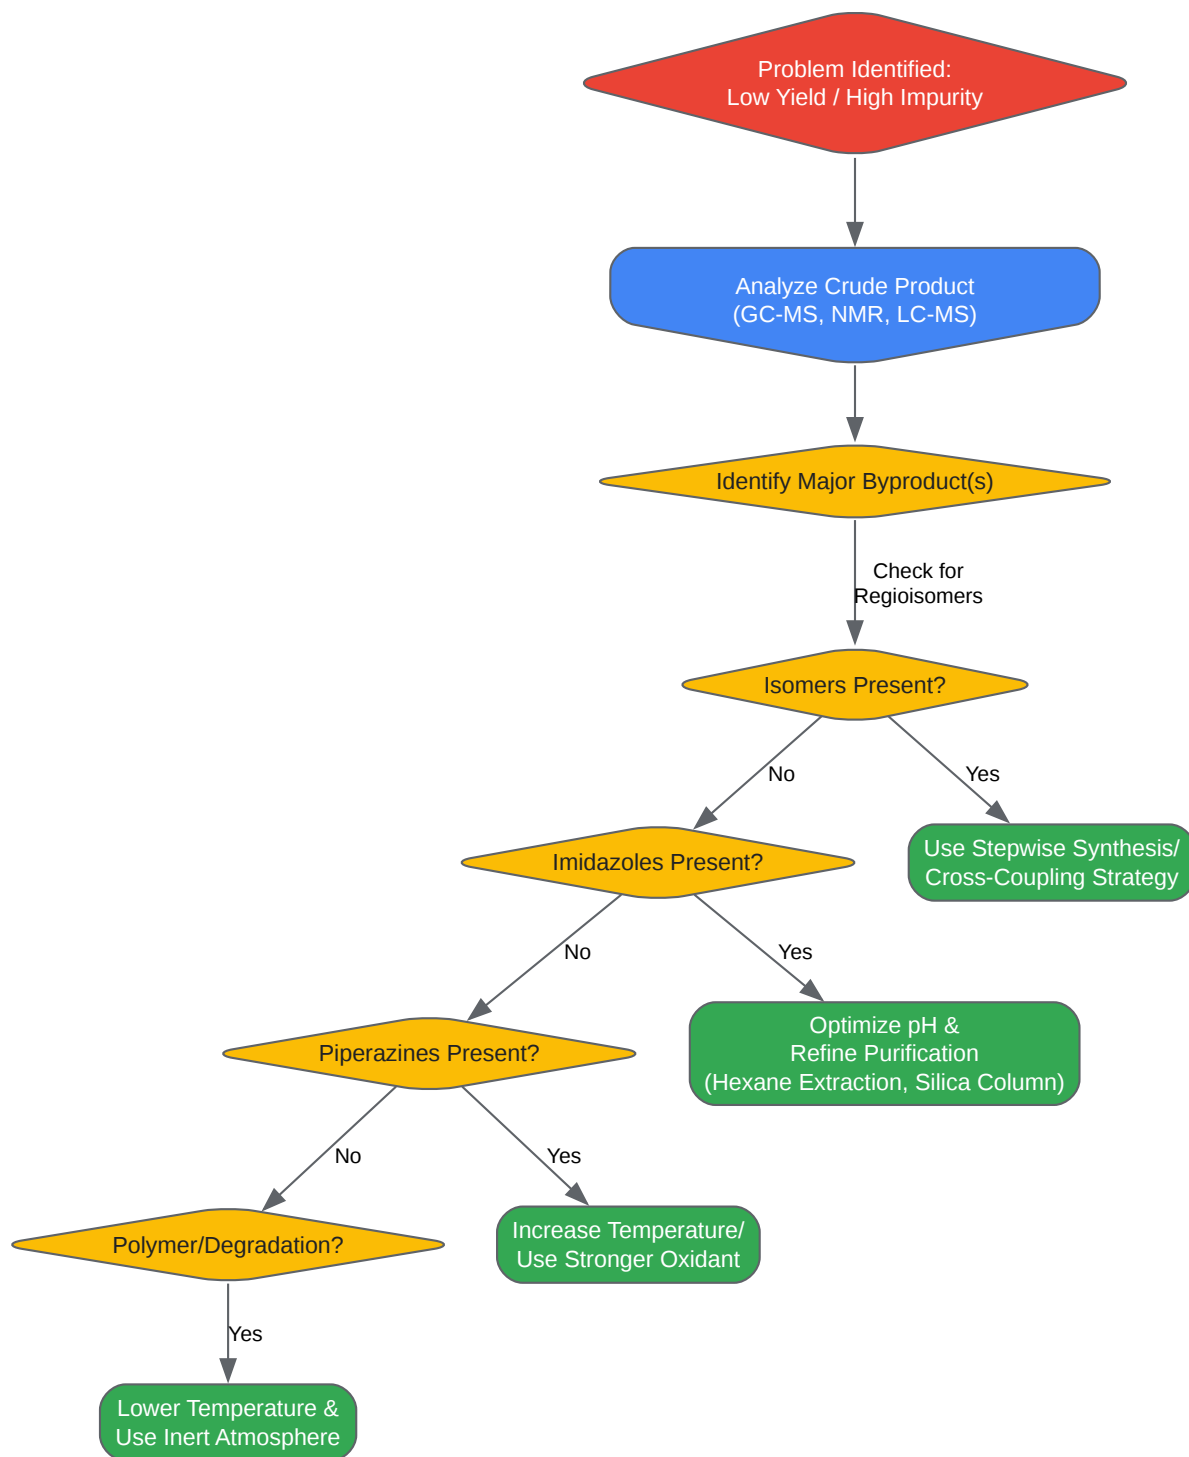 Problem Identified:
Low Yield / High Impurity
Analyze Crude Product
(GC-MS, NMR, LC-MS)
Identify Major Byproduct(s)
Check for
Regioisomers
Isomers Present?
No
Yes
Use Stepwise Synthesis/
Cross-Coupling Strategy
Imidazoles Present?
No
Yes
Optimize pH &
Refine Purification
(Hexane Extraction, Silica Column)
Piperazines Present?
No
Yes
Increase Temperature/
Use Stronger Oxidant
Polymer/Degradation?
Yes
Lower Temperature &
Use Inert Atmosphere